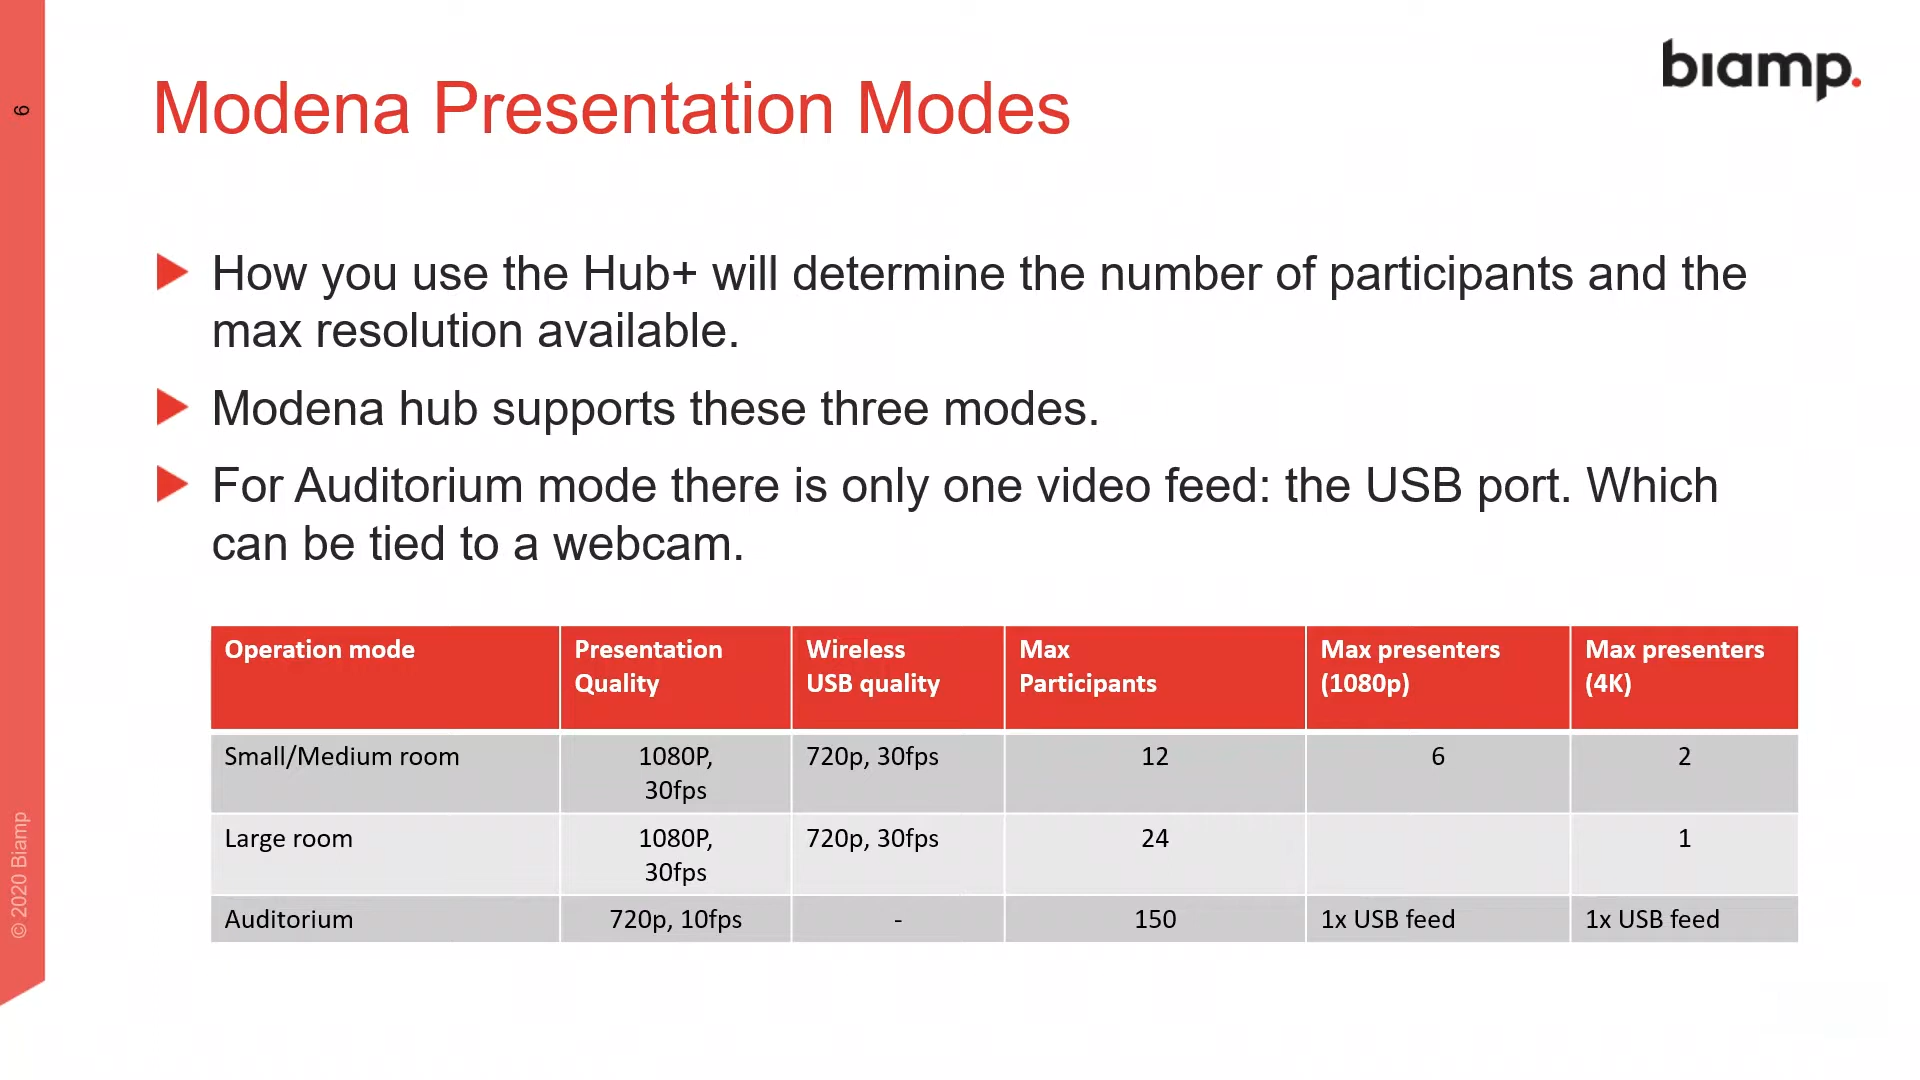 6
biamp.
Modena Presentation Modes
How you use the Hub+ will determine the number of participants and the
max resolution available.
Modena hub supports these three modes.
For Auditorium mode there is only one video feed: the USB port. Which
can be tied to a webcam.
Operation mode
Presentation
Quality
Wireless
USB quality
Max
Participants
Max presenters
(1080p)
Max presenters
(4K)
Small/Medium room
1080P,
30fps
720p, 30fps
12
6
2
Large room
1080P,
30fps
720p, 30fps
24
1
Auditorium
720p, 10fps
-
150
1x USB feed
1x USB feed
© 2020 Biamp